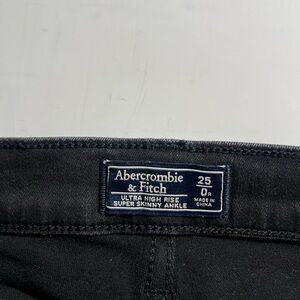 Abercrombie
& Fitch
ULTRA HIGH RISE
SUPER SKINNY ANKLE
25
0R
MADE IN
CHINA